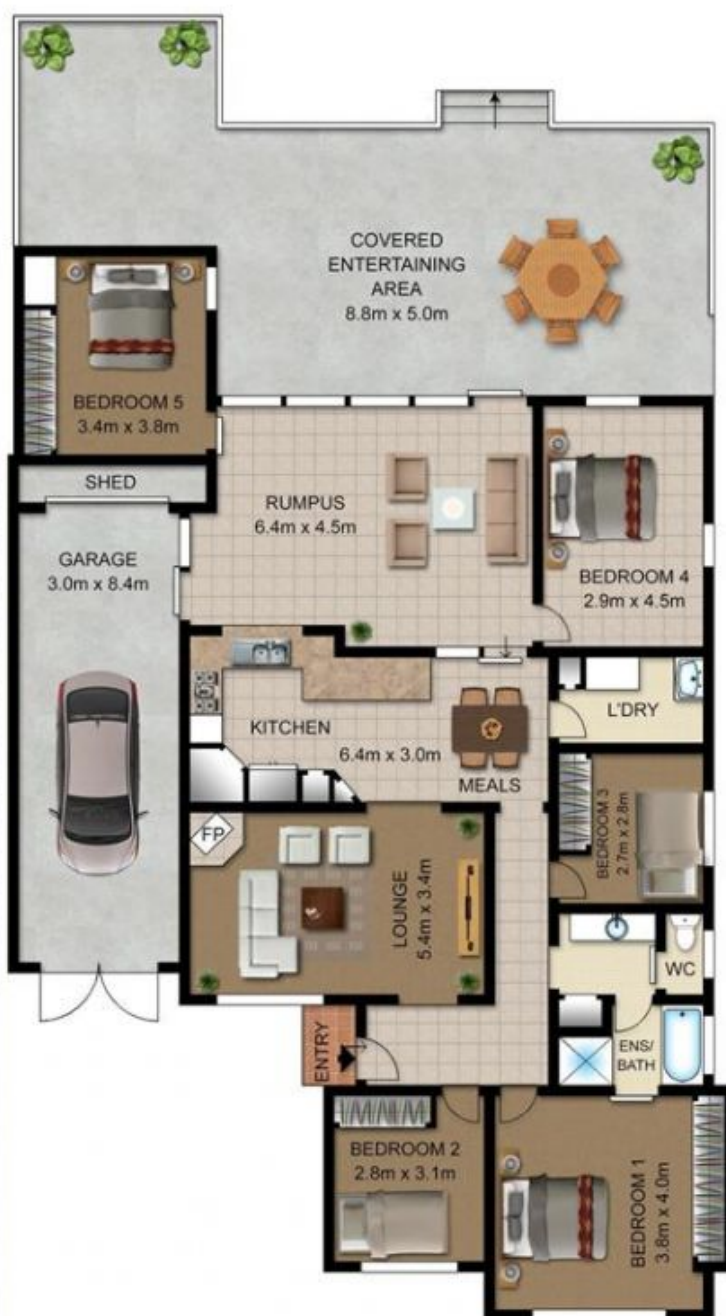 COVERED
ENTERTAINING
AREA
8.8m x 5.0m
BEDROOM 5
3.4m x 3.8m
SHED
RUMPUS
6.4m x 4.5m
GARAGE
3.0m x 8.4m
BEDROOM 4
2.9m x 4.5m
L'DRY
KITCHEN
6.4m x 3.0m
MEALS
BEDROOM 3
2.7m x 2.8m
FP
LOUNGE
5.4m x 3.4m
WC
ENTRY
ENS/
BATH
BEDROOM 2
2.8m x 3.1m
BEDROOM 1
3.8m x 4.0m